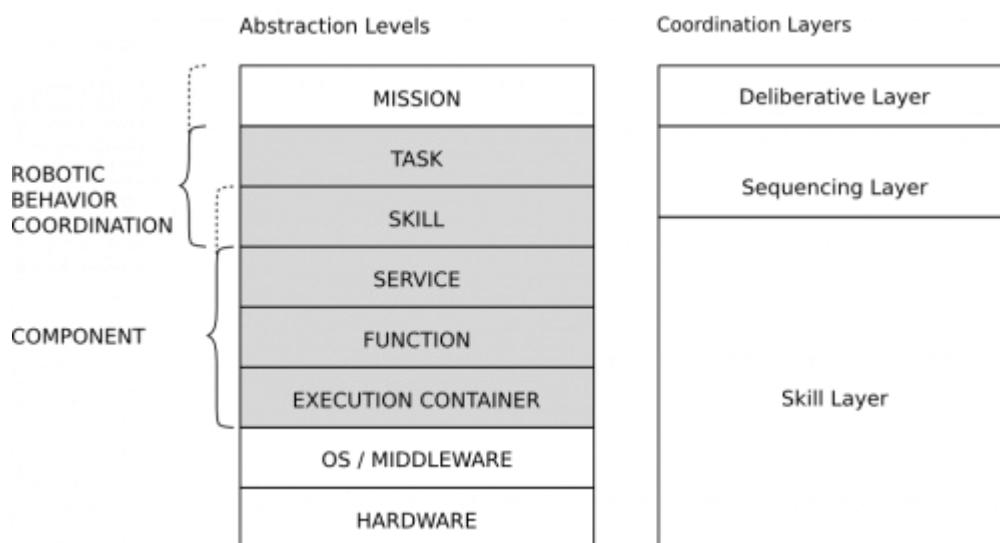 Abstraction Levels
Coordination Layers
MISSION
Deliberative Layer
TASK
ROBOTIC
BEHAVIOR
COORDINATION
Sequencing Layer
SKILL
SERVICE
COMPONENT
FUNCTION
EXECUTION CONTAINER
Skill Layer
OS / MIDDLEWARE
HARDWARE